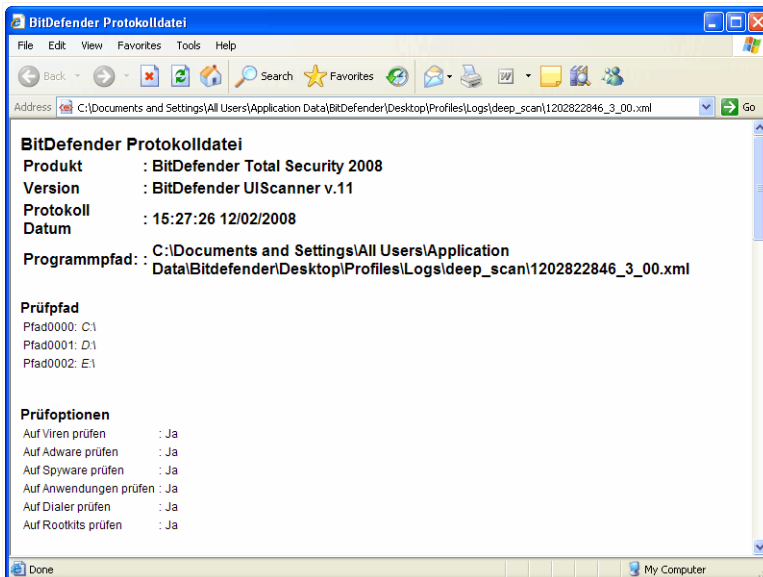 BitDefender Protokolldatei
File Edit View Favorites Tools Help
Back Search Favorites
Address C:\Documents and Settings\All Users\Application Data\BitDefender\Desktop\Profiles\Logs\deep_scan\1202822846_3_00.xml Go
BitDefender Protokolldatei
Produkt : BitDefender Total Security 2008
Version : BitDefender UIScanner v.11
Protokoll
Datum : 15:27:26 12/02/2008
Programmpfad: : C:\Documents and Settings\All Users\Application
Data\Bitdefender\Desktop\Profiles\Logs\deep_scan\1202822846_3_00.xml
Prüfpfad
Pfad0000: C:\
Pfad0001: D:\
Pfad0002: E:\
Prüfoptionen
Auf Viren prüfen : Ja
Auf Adware prüfen : Ja
Auf Spyware prüfen : Ja
Auf Anwendungen prüfen : Ja
Auf Dialer prüfen : Ja
Auf Rootkits prüfen : Ja
Done My Computer